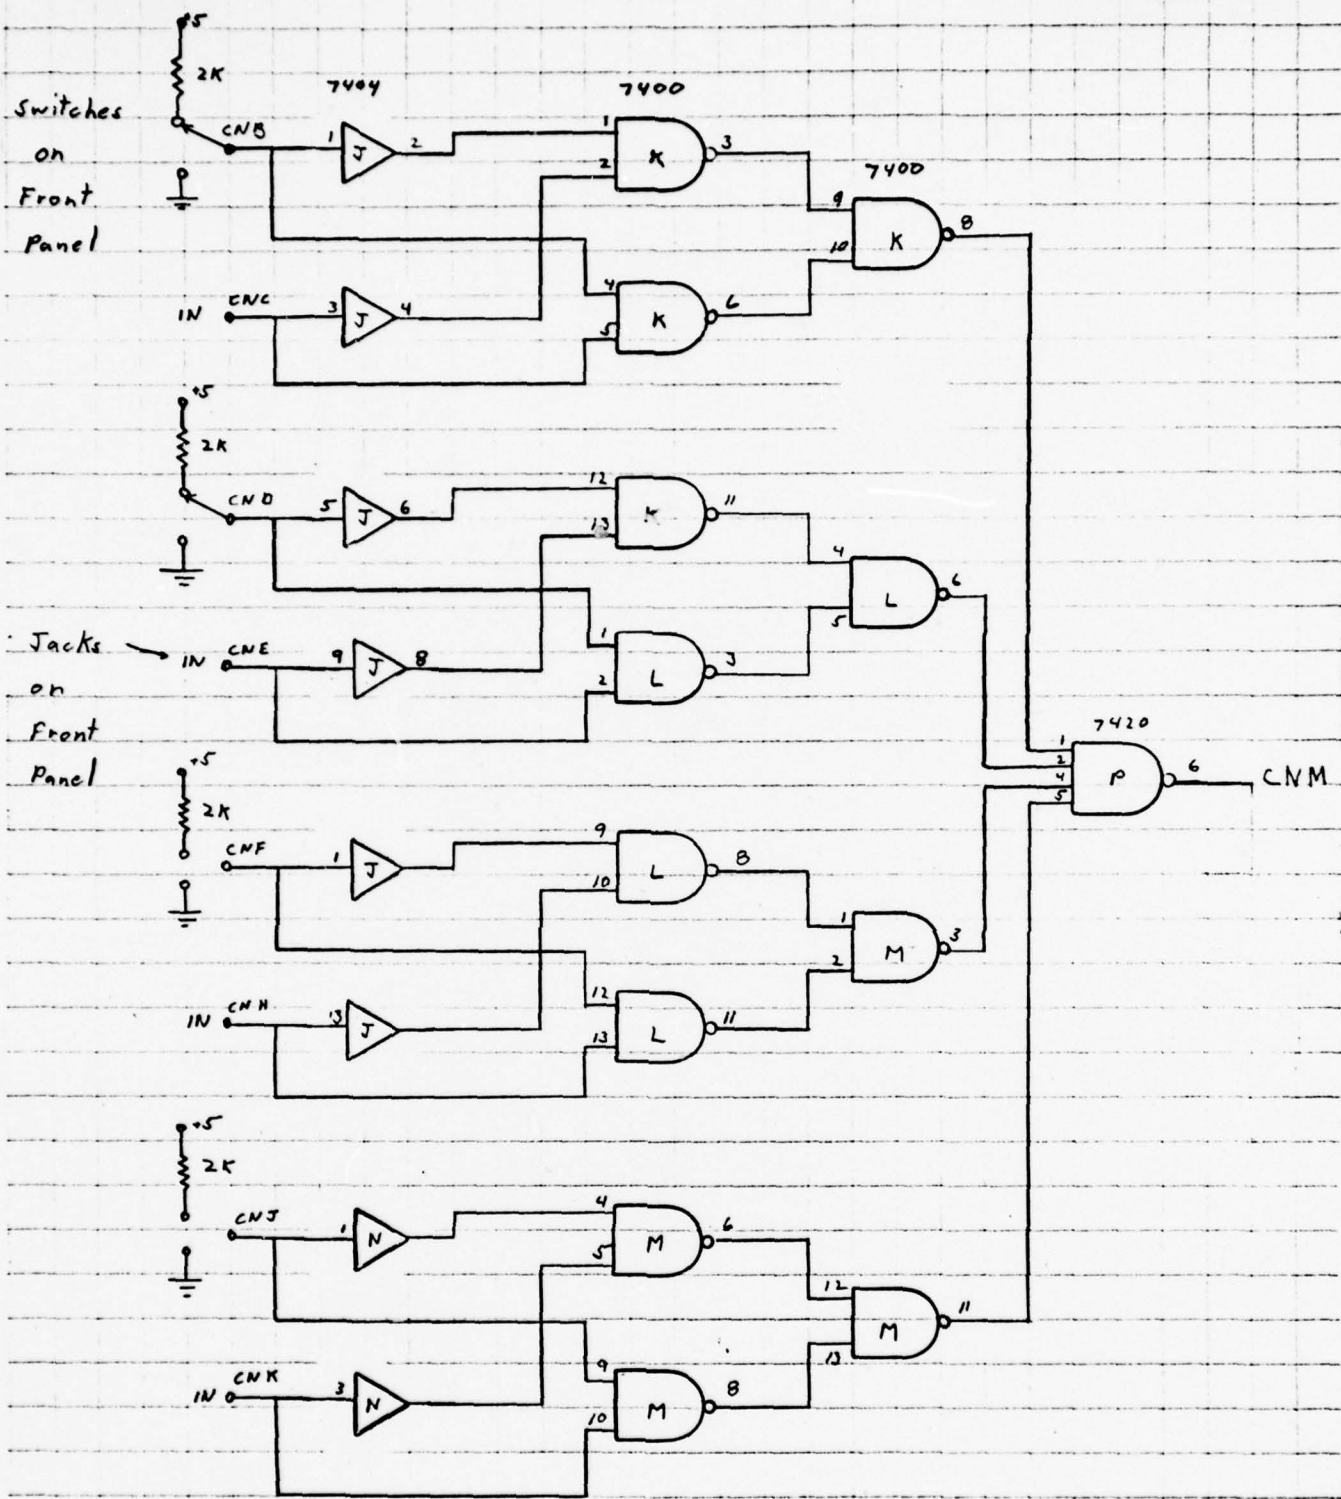 +5
2K
7404
7400
Switches
on
Front
Panel
CNB
1
J
2
1
2
K
3
7400
9
10
K
8
IN
CNC
3
J
4
4
5
K
6
+5
2K
CND
5
J
6
12
13
K
11
4
5
L
6
Jacks
on
Front
Panel
IN
CNE
9
J
8
1
2
L
3
7420
1
2
4
5
P
6
CNM
+5
2K
CNF
1
J
9
10
L
8
1
2
M
3
IN
CNH
13
J
12
13
L
11
+5
2K
CNJ
1
N
4
5
M
6
12
13
M
11
IN
CNK
3
N
9
10
M
8